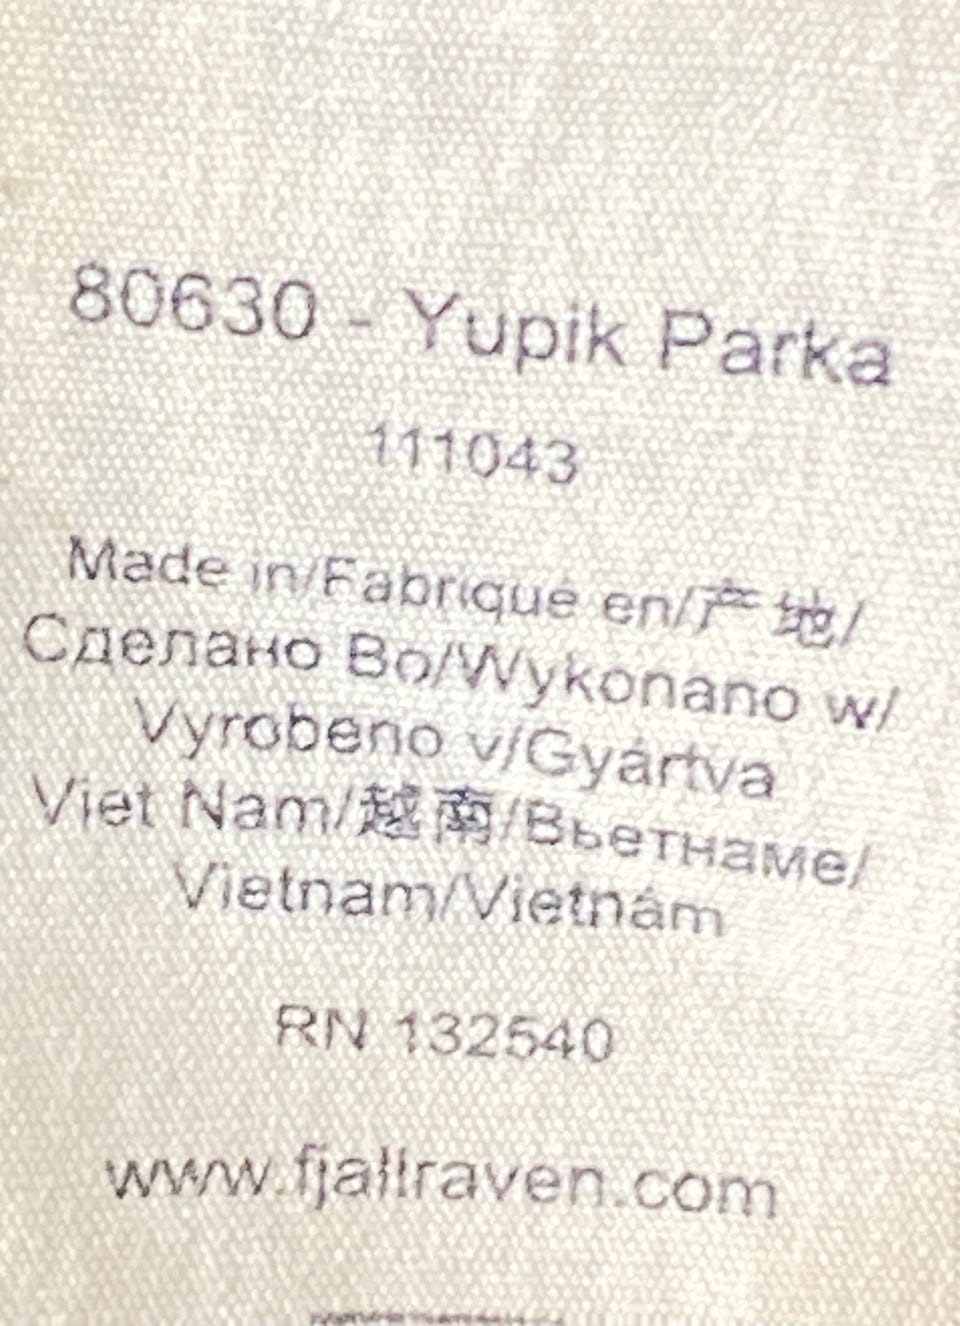 80630 - Yupik Parka
111043
Made in/Fabriqué en/产地/
Сделано Во/Wykonano w/
Vyrobeno v/Gyártva
Viet Nam/越南/Вьетнаме/
Vietnam/Vietnám
RN 132540
www.fjallraven.com